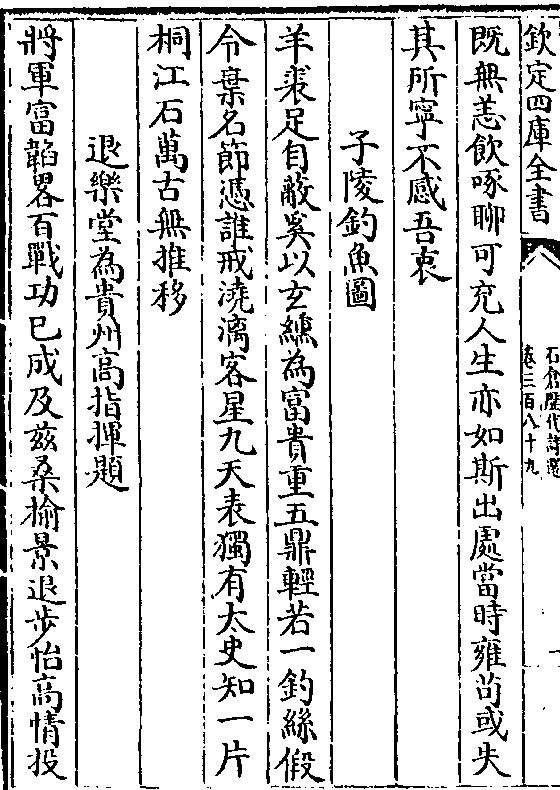 欽定四庫全書
石倉歷代詩選
卷三百八十九
既無恙飲啄聊可充人生亦如斯出處當時雍茍或失
其所寧不感吾衷
子陵釣魚圖
羊裘足自蔽奚以玄纁為富貴重五鼎輕若一釣絲假
令棄名節憑誰戒澆漓客星九天表獨有太史知一片
桐江石萬古無推移
退樂堂為貴州髙指揮題
將軍富韜畧百戰功已成及兹桑榆景退步怡髙情投